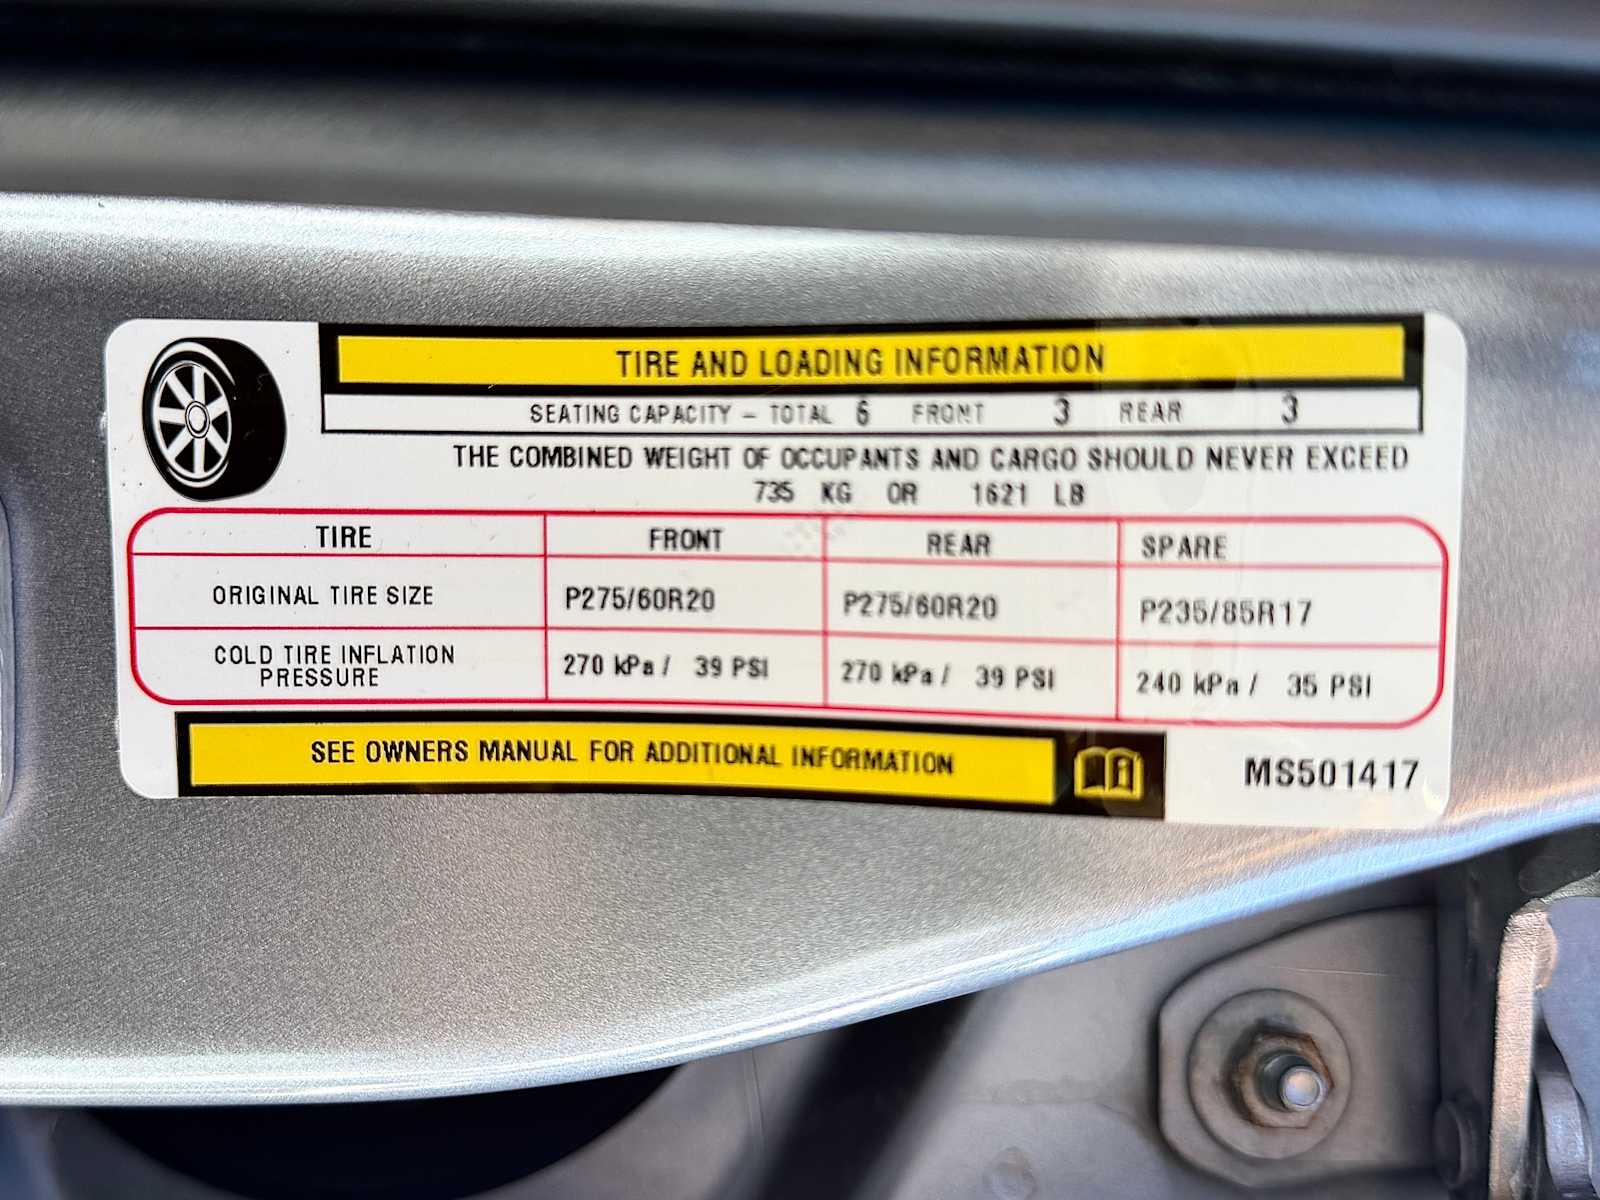 TIRE AND LOADING INFORMATION
SEATING CAPACITY – TOTAL 6 FRONT 3 REAR 3
THE COMBINED WEIGHT OF OCCUPANTS AND CARGO SHOULD NEVER EXCEED
735 KG OR 1621 LB
TIRE FRONT REAR SPARE
ORIGINAL TIRE SIZE P275/60R20 P275/60R20 P235/85R17
COLD TIRE INFLATION PRESSURE 270 kPa / 39 PSI 270 kPa / 39 PSI 240 kPa / 35 PSI
SEE OWNERS MANUAL FOR ADDITIONAL INFORMATION
MS501417